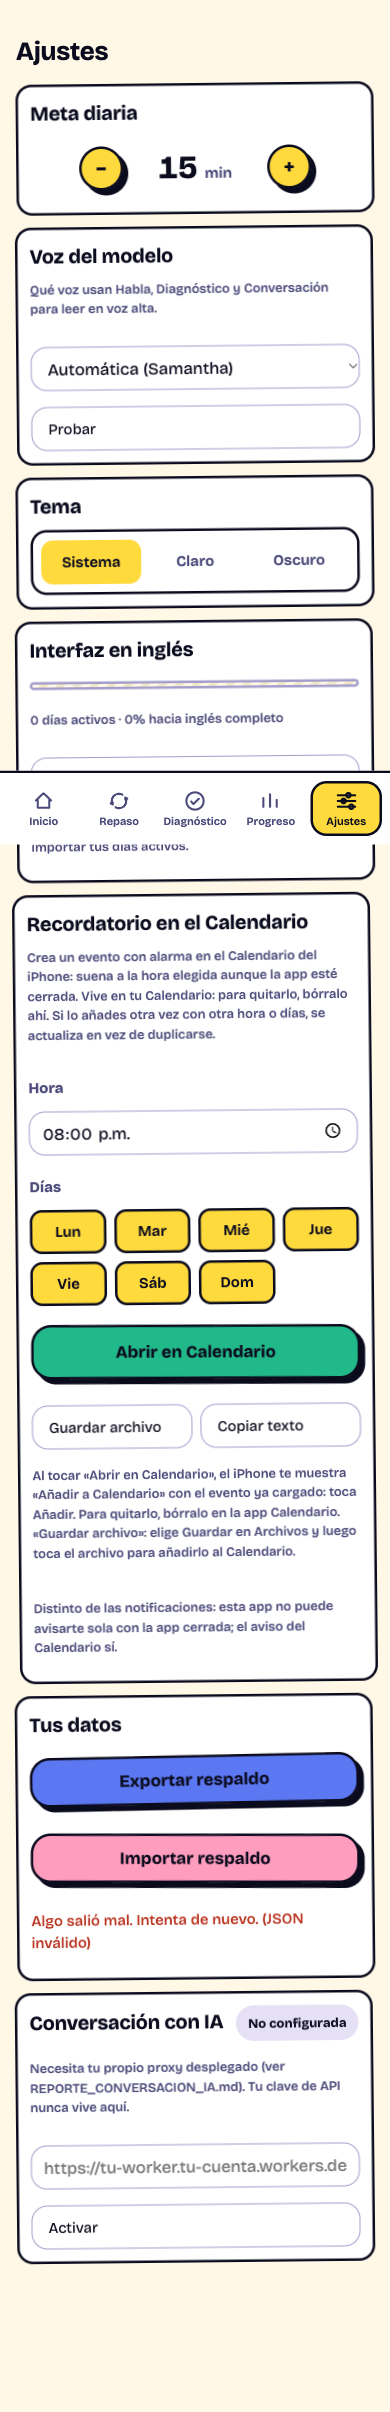 Ajustes
Meta diaria
-
15 min
+
Voz del modelo
Qué voz usan Habla, Diagnóstico y Conversación
para leer en voz alta.
Automática (Samantha)
Probar
Tema
Sistema
Claro
Oscuro
Interfaz en inglés
0 días activos · 0% hacia inglés completo
Inicio
Repaso
Diagnóstico
Progreso
Ajustes
importar tus días activos.
Recordatorio en el Calendario
Crea un evento con alarma en el Calendario del
iPhone: suena a la hora elegida aunque la app esté
cerrada. Vive en tu Calendario: para quitarlo, bórralo
ahí. Si lo añades otra vez con otra hora o días, se
actualiza en vez de duplicarse.
Hora
08:00 p.m.
Días
Lun
Mar
Mié
Jue
Vie
Sáb
Dom
Abrir en Calendario
Guardar archivo
Copiar texto
Al tocar «Abrir en Calendario», el iPhone te muestra
«Añadir a Calendario» con el evento ya cargado: toca
Añadir. Para quitarlo, bórralo en la app Calendario.
«Guardar archivo»: elige Guardar en Archivos y luego
toca el archivo para añadirlo al Calendario.
Distinto de las notificaciones: esta app no puede
avisarte sola con la app cerrada; el aviso del
Calendario sí.
Tus datos
Exportar respaldo
Importar respaldo
Algo salió mal. Intenta de nuevo. (JSON
inválido)
Conversación con IA
No configurada
Necesita tu propio proxy desplegado (ver
REPORTE_CONVERSACION_IA.md). Tu clave de API
nunca vive aquí.
https://tu-worker.tu-cuenta.workers.de
Activar